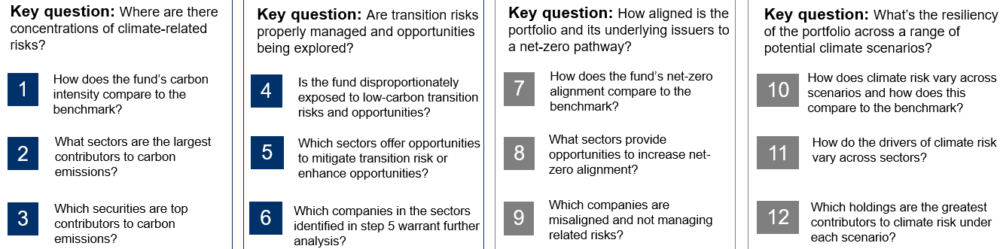 Key question: Where are there
concentrations of climate-related
risks?
1
How does the fund's carbon
intensity compare to the
benchmark?
2
What sectors are the largest
contributors to carbon
emissions?
3
Which securities are top
contributors to carbon
emissions?
Key question: Are transition risks
properly managed and opportunities
being explored?
4
Is the fund disproportionately
exposed to low-carbon transition
risks and opportunities?
5
Which sectors offer opportunities
to mitigate transition risk or
enhance opportunities?
6
Which companies in the sectors
identified in step 5 warrant further
analysis?
Key question: How aligned is the
portfolio and its underlying issuers to
a net-zero pathway?
7
How does the fund's net-zero
alignment compare to the
benchmark?
8
What sectors provide
opportunities to increase net-
zero alignment?
9
Which companies are
misaligned and not managing
related risks?
Key question: What's the resiliency
of the portfolio across a range of
potential climate scenarios?
10
How does climate risk vary across
scenarios and how does this
compare to the benchmark?
11
How do the drivers of climate risk
vary across sectors?
12
Which holdings are the greatest
contributors to climate risk under
each scenario?